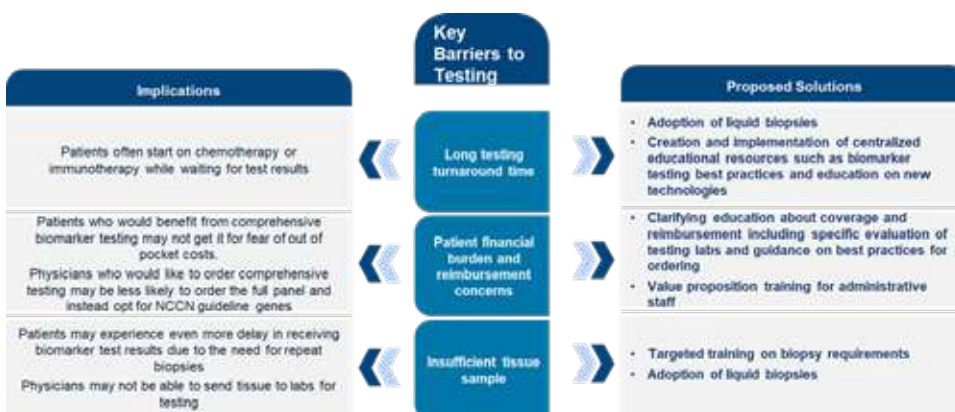 Key
Barriers to
Testing
Implications
Proposed Solutions
Patients often start on chemotherapy or
immunotherapy while waiting for test results
Long testing
turnaround time
• Adoption of liquid biopsies
• Creation and implementation of centralized
educational resources such as biomarker
testing best practices and education on new
technologies
Patients who would benefit from comprehensive
biomarker testing may not get it for fear of out of
pocket costs.
Physicians who would like to order comprehensive
testing may be less likely to order the full panel and
instead opt for NCCN guideline genes
Patient financial
burden and
reimbursement
concerns
• Clarifying education about coverage and
reimbursement including specific evaluation of
testing labs and guidance on best practices for
ordering
• Value proposition training for administrative
staff
Patients may experience even more delay in receiving
biomarker test results due to the need for repeat
biopsies
Physicians may not be able to send tissue to labs for
testing
Insufficient tissue
sample
• Targeted training on biopsy requirements
• Adoption of liquid biopsies